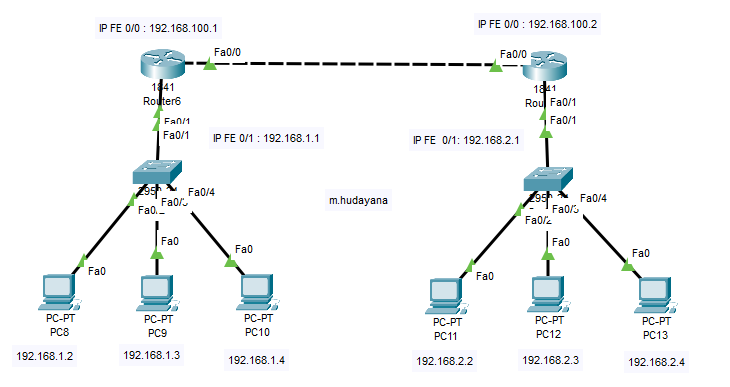 IP FE 0/0 : 192.168.100.1
IP FE 0/0 : 192.168.100.2
Fa0/0
Fa0/0
1841
Router6
1841
Fa0/1
Fa0/1
Fa0/1
Fa0/1
IP FE 0/1 : 192.168.1.1
IP FE 0/1: 192.168.2.1
Fa0/4
Fa0/3
m.hudayana
Fa0/4
Fa0/3
Fa0/2
Fa0
Fa0
Fa0
Fa0
Fa0
Fa0
PC-PT
PC8
PC-PT
PC9
PC-PT
PC10
PC-PT
PC11
PC-PT
PC12
PC-PT
PC13
192.168.1.2
192.168.1.3
192.168.1.4
192.168.2.2
192.168.2.3
192.168.2.4